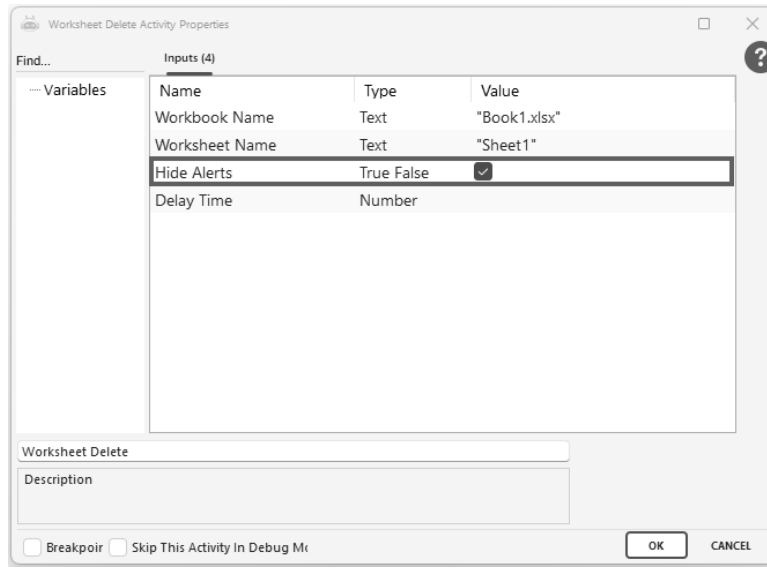 Worksheet Delete Activity Properties
Find...
Inputs (4)
?
Variables
Name Type Value
Workbook Name Text "Book1.xlsx"
Worksheet Name Text "Sheet1"
Hide Alerts True False
Delay Time Number
Worksheet Delete
Description
Breakpoir Skip This Activity In Debug Mo
OK CANCEL